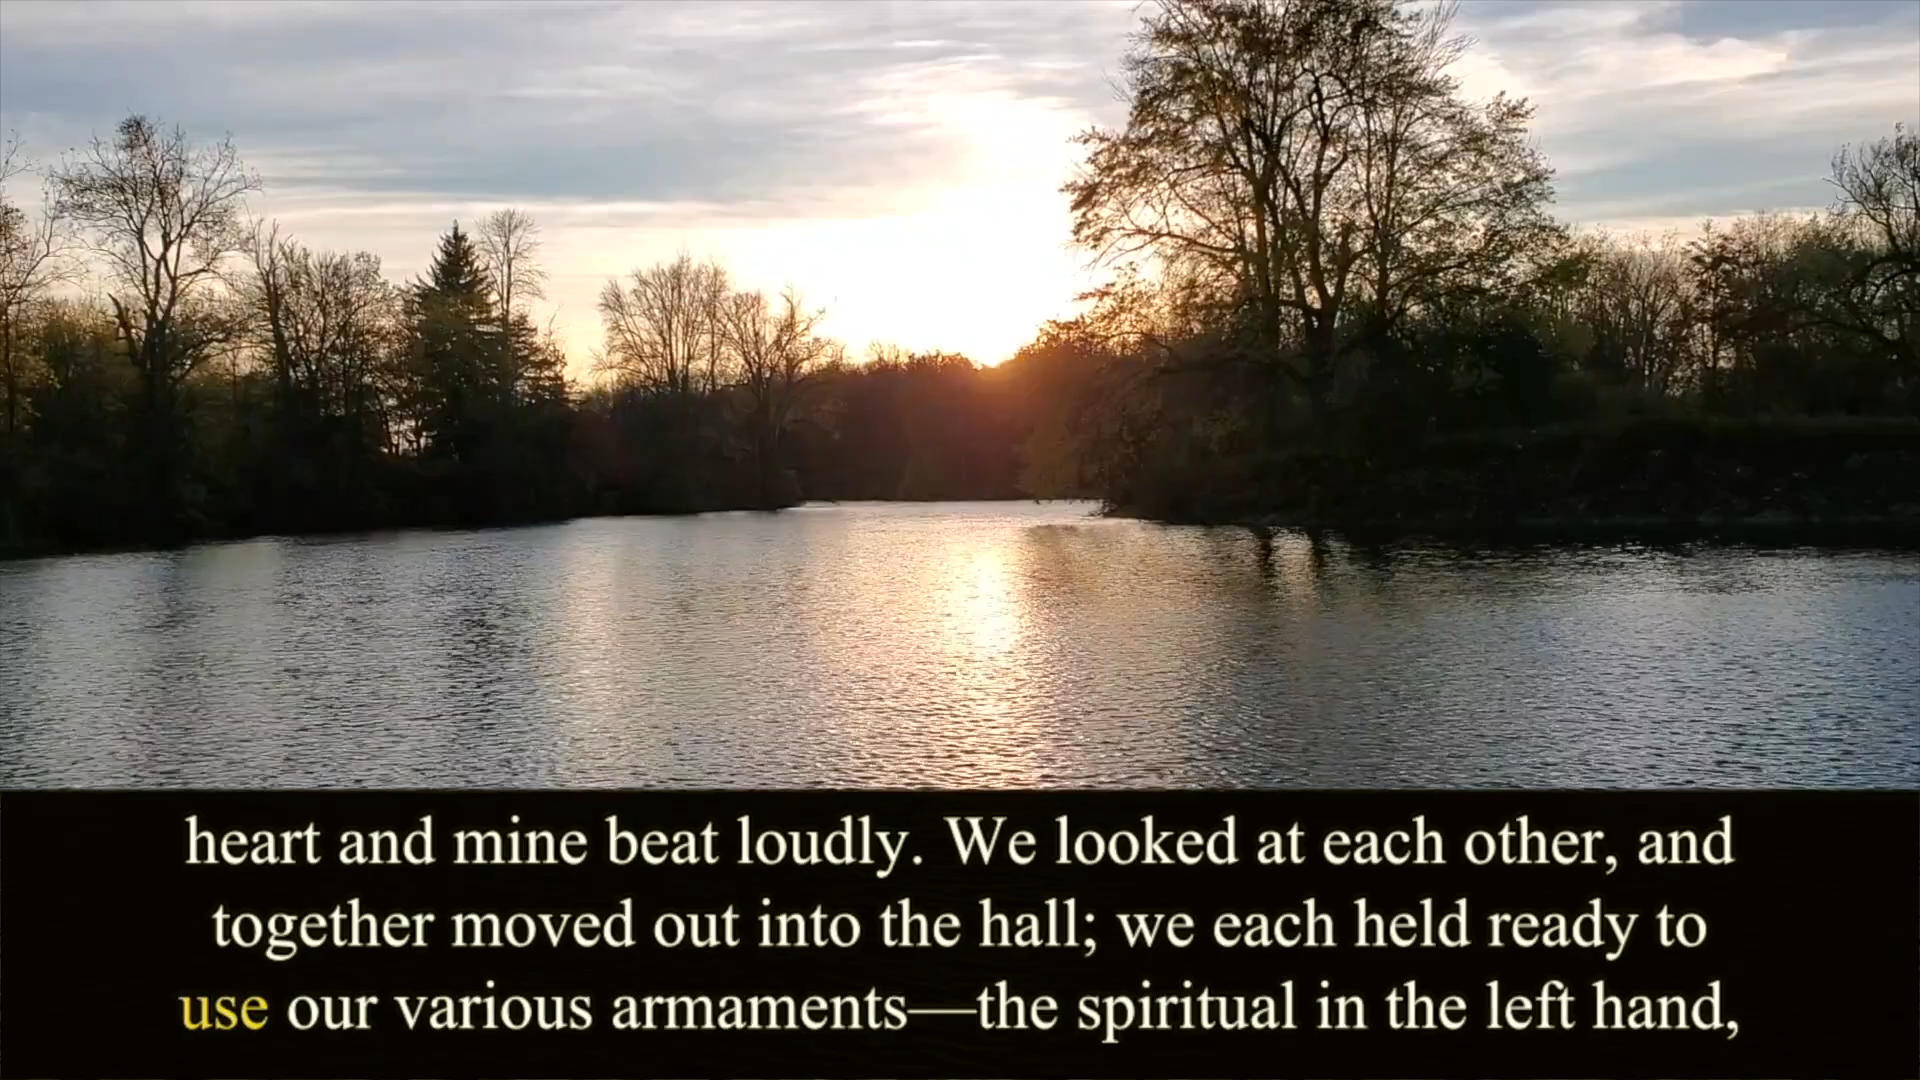 heart and mine beat loudly. We looked at each other, and
together moved out into the hall; we each held ready to
use our various armaments—the spiritual in the left hand,